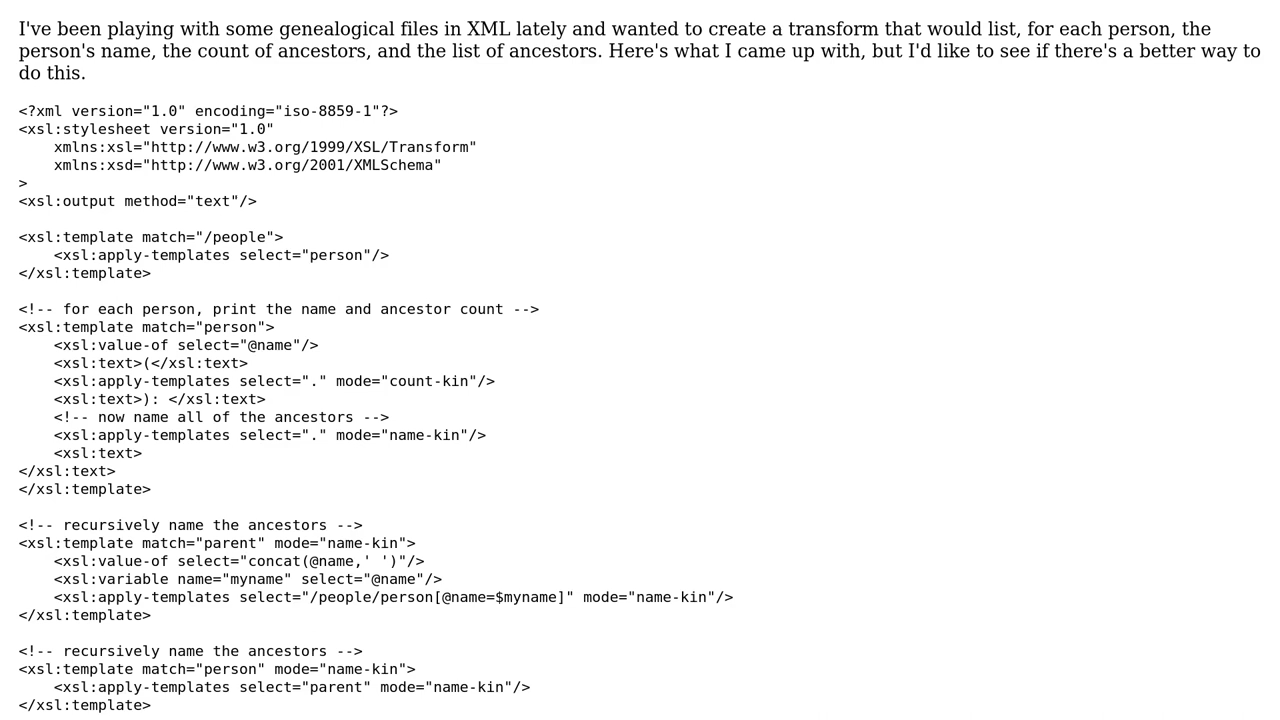 I've been playing with some genealogical files in XML lately and wanted to create a transform that would list, for each person, the
person's name, the count of ancestors, and the list of ancestors. Here's what I came up with, but I'd like to see if there's a better way to
do this.
<?xml version="1.0" encoding="iso-8859-1"?>
<xsl:stylesheet version="1.0"
    xmlns:xsl="http://www.w3.org/1999/XSL/Transform"
    xmlns:xsd="http://www.w3.org/2001/XMLSchema"
>
<xsl:output method="text"/>

<xsl:template match="/people">
    <xsl:apply-templates select="person"/>
</xsl:template>

<!-- for each person, print the name and ancestor count -->
<xsl:template match="person">
    <xsl:value-of select="@name"/>
    <xsl:text>(</xsl:text>
    <xsl:apply-templates select="." mode="count-kin"/>
    <xsl:text>): </xsl:text>
    <!-- now name all of the ancestors -->
    <xsl:apply-templates select="." mode="name-kin"/>
    <xsl:text>
</xsl:text>
</xsl:template>

<!-- recursively name the ancestors -->
<xsl:template match="parent" mode="name-kin">
    <xsl:value-of select="concat(@name,' ')"/>
    <xsl:variable name="myname" select="@name"/>
    <xsl:apply-templates select="/people/person[@name=$myname]" mode="name-kin"/>
</xsl:template>

<!-- recursively name the ancestors -->
<xsl:template match="person" mode="name-kin">
    <xsl:apply-templates select="parent" mode="name-kin"/>
</xsl:template>